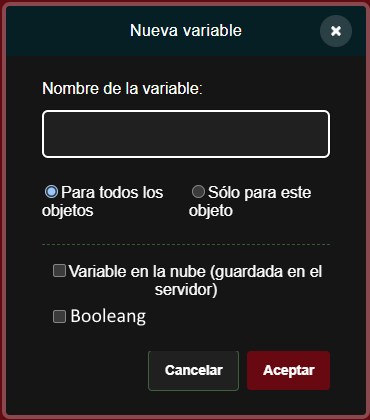 Nueva variable
Nombre de la variable:
Para todos los
objetos
Sólo para este
objeto
Variable en la nube (guardada en el
servidor)
Booleang
Cancelar
Aceptar